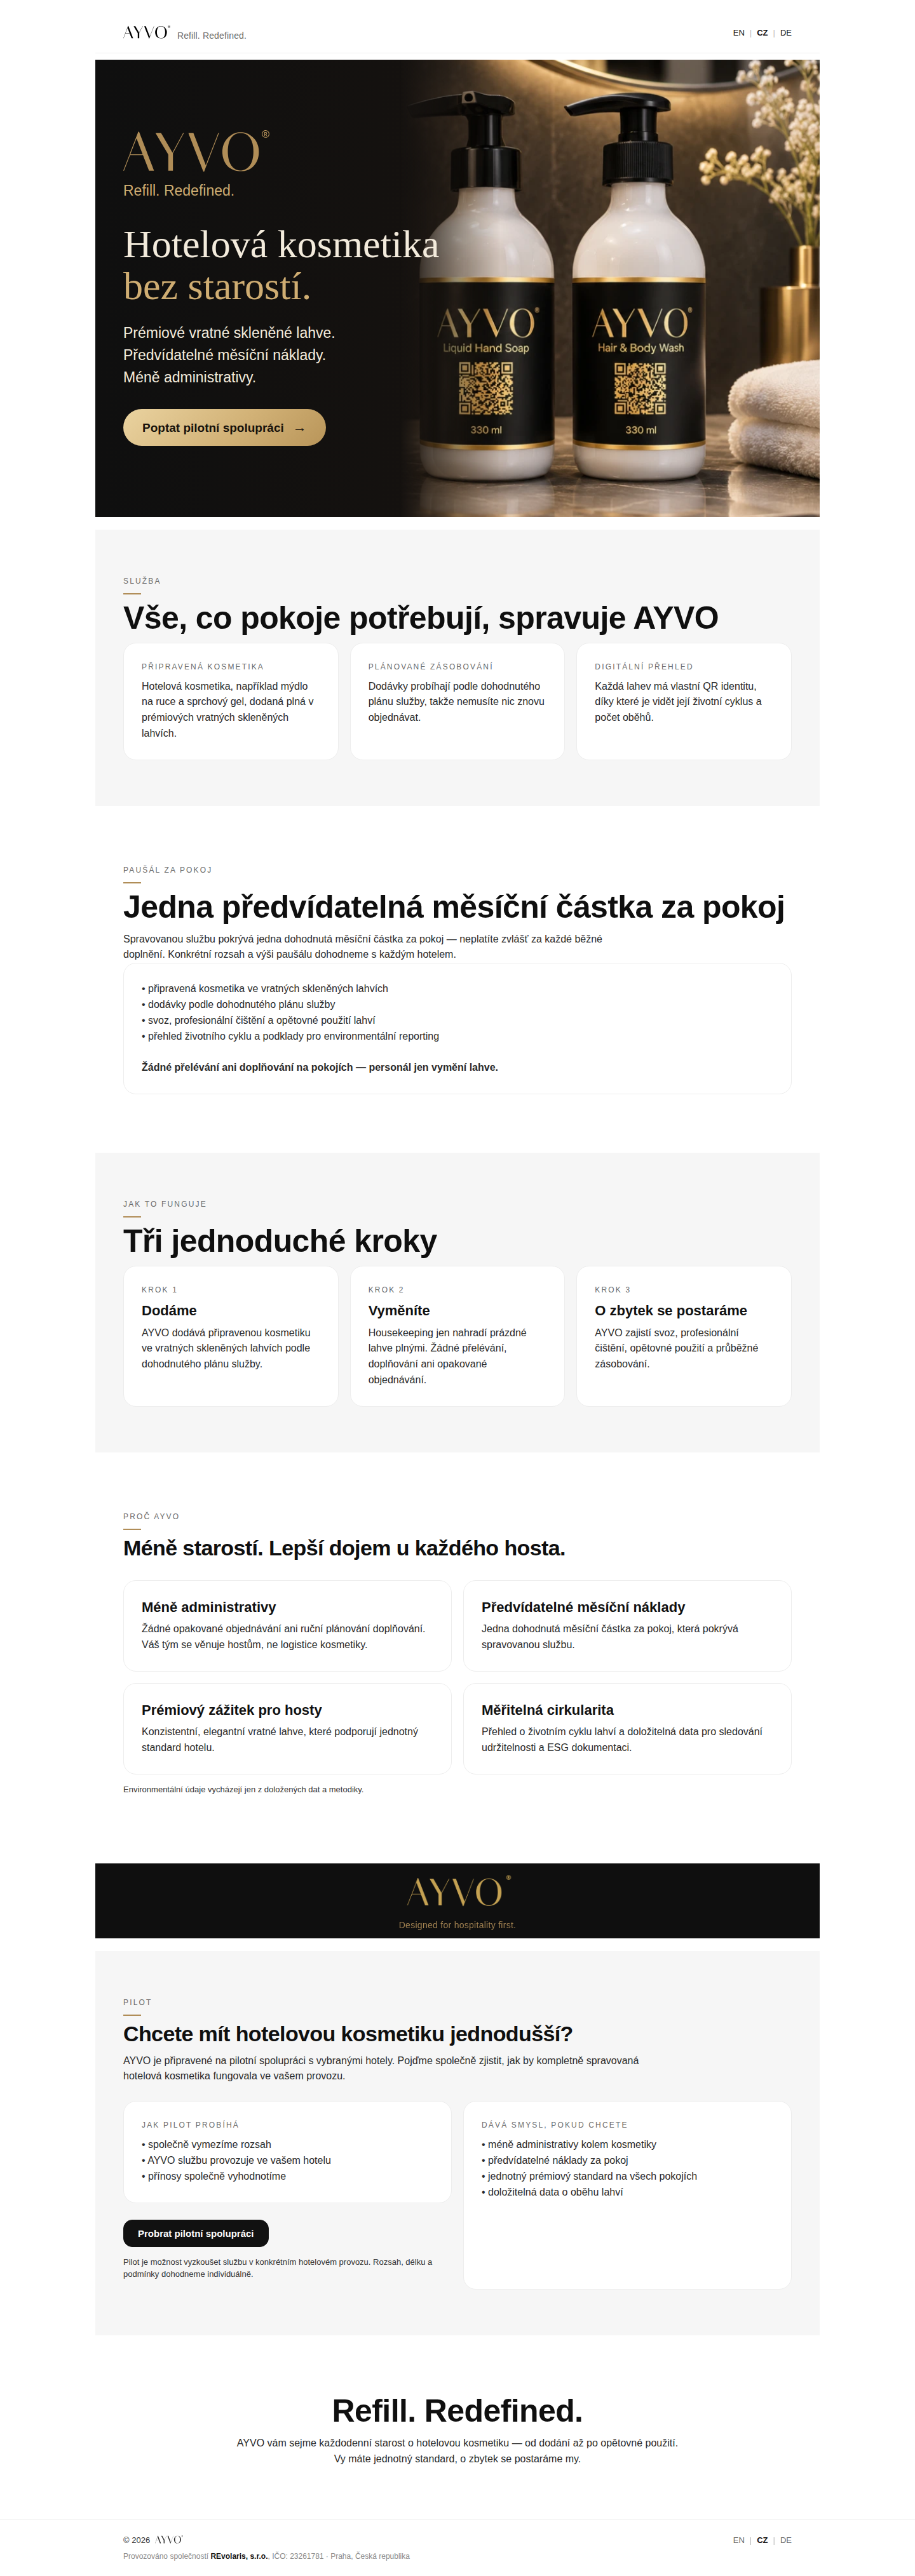 AYVO® Refill. Redefined.
EN | CZ | DE
AYVO®
Refill. Redefined.
Hotelová kosmetika
bez starostí.
Prémiové vratné skleněné lahve.
Předvídatelné měsíční náklady.
Méně administrativy.
Poptat pilotní spolupráci →
AYVO®
Liquid Hand Soap
330 ml
AYVO®
Hair & Body Wash
330 ml
SLUŽBA
Vše, co pokoje potřebují, spravuje AYVO
PŘIPRAVENÁ KOSMETIKA
Hotelová kosmetika, například mýdlo
na ruce a sprchový gel, dodaná plná v
prémiových vratných skleněných
lahvích.
PLÁNOVANÉ ZÁSOBOVÁNÍ
Dodávky probíhají podle dohodnutého
plánu služby, takže nemusíte nic znovu
objednávat.
DIGITÁLNÍ PŘEHLED
Každá lahev má vlastní QR identitu,
díky které je vidět její životní cyklus a
počet oběhů.
PAUŠÁL ZA POKOJ
Jedna předvídatelná měsíční částka za pokoj
Spravovanou službu pokrývá jedna dohodnutá měsíční částka za pokoj — neplatíte zvlášť za každé běžné
doplnění. Konkrétní rozsah a výši paušálu dohodneme s každým hotelem.
• připravená kosmetika ve vratných skleněných lahvích
• dodávky podle dohodnutého plánu služby
• svoz, profesionální čištění a opětovné použití lahví
• přehled životního cyklu a podklady pro environmentální reporting
Žádné přelévání ani doplňování na pokojích — personál jen vymění lahve.
JAK TO FUNGUJE
Tři jednoduché kroky
KROK 1
Dodáme
AYVO dodává připravenou kosmetiku
ve vratných skleněných lahvích podle
dohodnutého plánu služby.
KROK 2
Vyměníte
Housekeeping jen nahradí prázdné
lahve plnými. Žádné přelévání,
doplňování ani opakované
objednávání.
KROK 3
O zbytek se postaráme
AYVO zajistí svoz, profesionální
čištění, opětovné použití a průběžné
zásobování.
PROČ AYVO
Méně starostí. Lepší dojem u každého hosta.
Méně administrativy
Žádné opakované objednávání ani ruční plánování doplňování.
Váš tým se věnuje hostům, ne logistice kosmetiky.
Předvídatelné měsíční náklady
Jedna dohodnutá měsíční částka za pokoj, která pokrývá
spravovanou službu.
Prémiový zážitek pro hosty
Konzistentní, elegantní vratné lahve, které podporují jednotný
standard hotelu.
Měřitelná cirkularita
Přehled o životním cyklu lahví a doložitelná data pro sledování
udržitelnosti a ESG dokumentaci.
Environmentální údaje vycházejí jen z doložených dat a metodiky.
AYVO®
Designed for hospitality first.
PILOT
Chcete mít hotelovou kosmetiku jednodušší?
AYVO je připravené na pilotní spolupráci s vybranými hotely. Pojďme společně zjistit, jak by kompletně spravovaná
hotelová kosmetika fungovala ve vašem provozu.
JAK PILOT PROBÍHÁ
• společně vymezíme rozsah
• AYVO službu provozuje ve vašem hotelu
• přínosy společně vyhodnotíme
Probrat pilotní spolupráci
Pilot je možnost vyzkoušet službu v konkrétním hotelovém provozu. Rozsah, délku a
podmínky dohodneme individuálně.
DÁVÁ SMYSL, POKUD CHCETE
• méně administrativy kolem kosmetiky
• předvídatelné náklady za pokoj
• jednotný prémiový standard na všech pokojích
• doložitelná data o oběhu lahví
Refill. Redefined.
AYVO vám sejme každodenní starost o hotelovou kosmetiku — od dodání až po opětovné použití.
Vy máte jednotný standard, o zbytek se postaráme my.
© 2026 AYVO®
EN | CZ | DE
Provozováno společností REvolaris, s.r.o., IČO: 23261781 · Praha, Česká republika